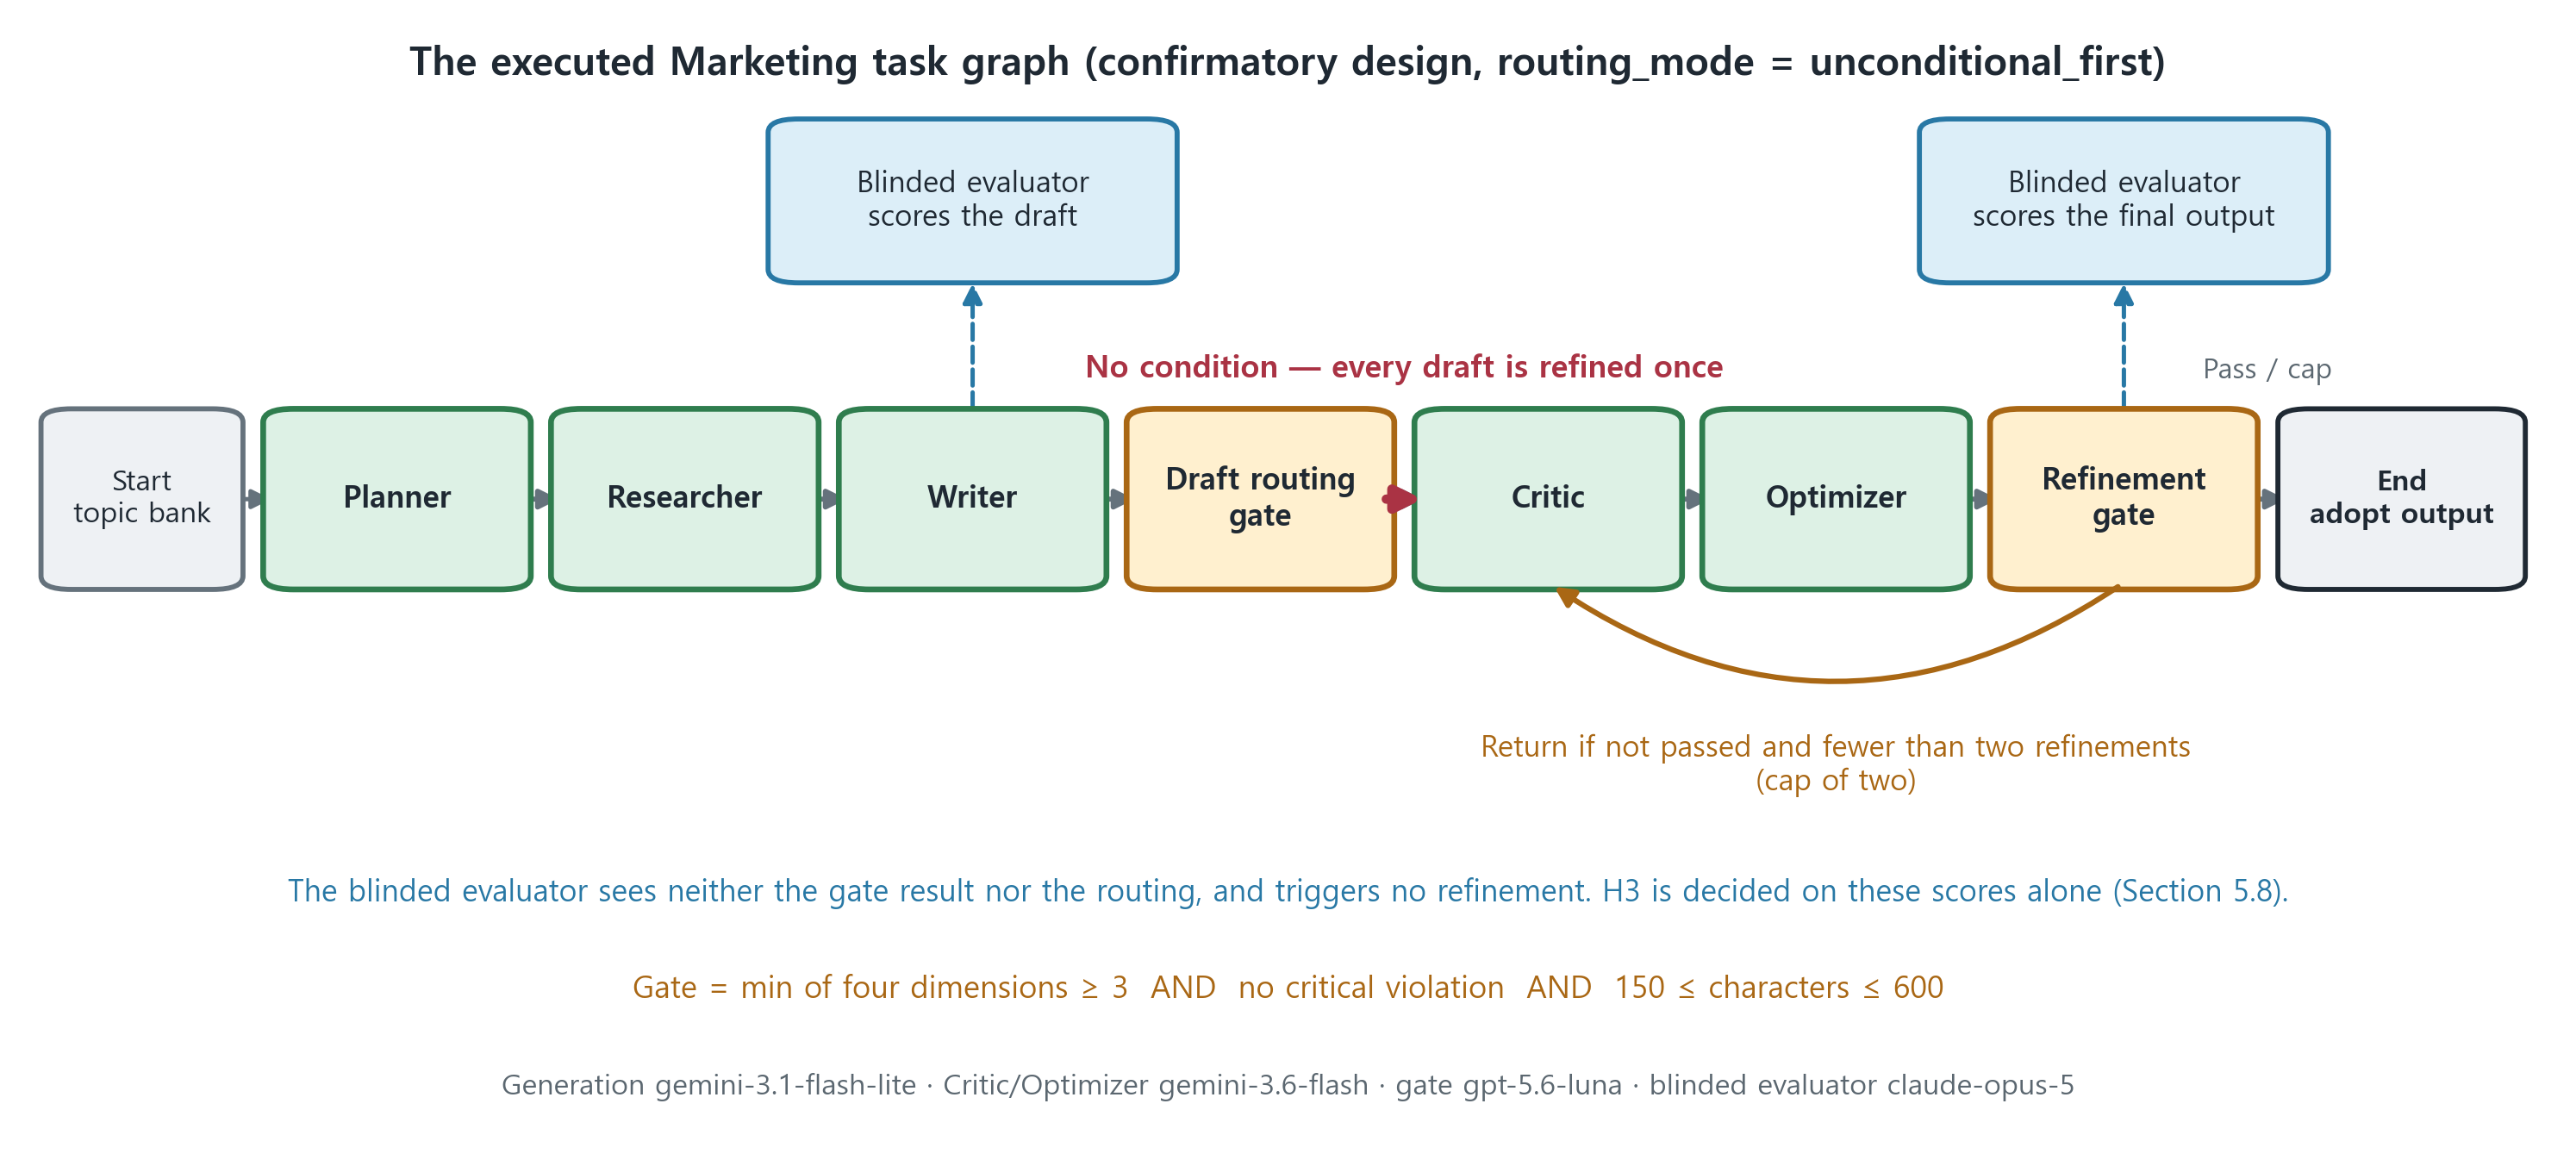 The executed Marketing task graph (confirmatory design, routing_mode = unconditional_first)
Blinded evaluator
scores the draft
Blinded evaluator
scores the final output
No condition — every draft is refined once
Pass / cap
Start
topic bank
Planner
Researcher
Writer
Draft routing
gate
Critic
Optimizer
Refinement
gate
End
adopt output
Return if not passed and fewer than two refinements
(cap of two)
The blinded evaluator sees neither the gate result nor the routing, and triggers no refinement. H3 is decided on these scores alone (Section 5.8).
Gate = min of four dimensions ≥ 3 AND no critical violation AND 150 ≤ characters ≤ 600
Generation gemini-3.1-flash-lite · Critic/Optimizer gemini-3.6-flash · gate gpt-5.6-luna · blinded evaluator claude-opus-5